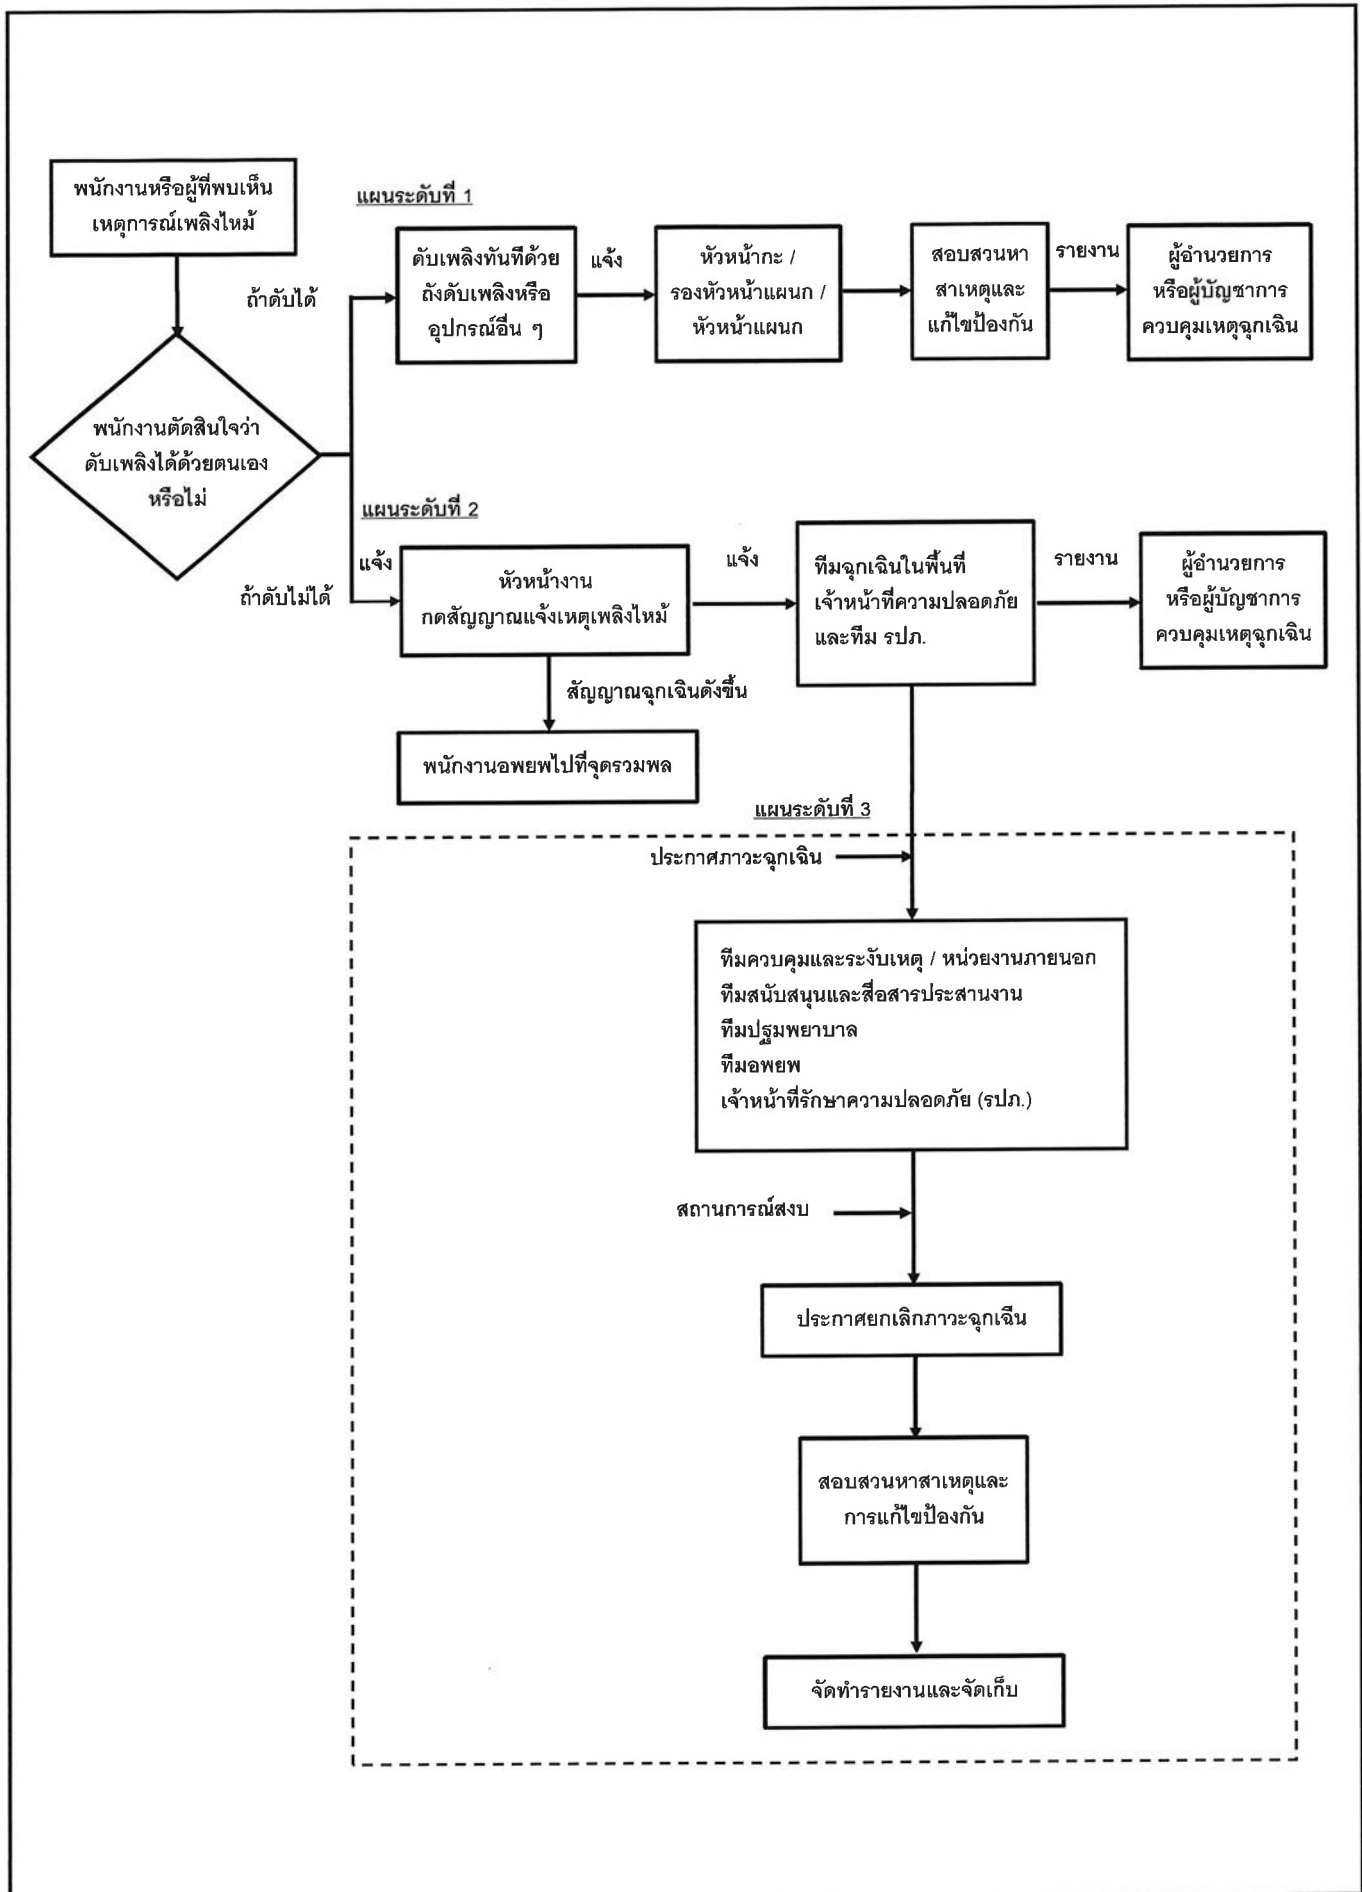 พนักงานหรือผู้ที่พบเห็น
เหตุการณ์เพลิงไหม้
พนักงานตัดสินใจว่า
ดับเพลิงได้ด้วยตนเอง
หรือไม่
ถ้าดับได้
แผนระดับที่ 1
ดับเพลิงทันทีด้วย
ถังดับเพลิงหรือ
อุปกรณ์อื่น ๆ
แจ้ง
หัวหน้ากะ /
รองหัวหน้าแผนก /
หัวหน้าแผนก
สอบสวนหา
สาเหตุและ
แก้ไขป้องกัน
รายงาน
ผู้อำนวยการ
หรือผู้บัญชาการ
ควบคุมเหตุฉุกเฉิน
ถ้าดับไม่ได้
แผนระดับที่ 2
แจ้ง
หัวหน้างาน
กดสัญญาณแจ้งเหตุเพลิงไหม้
แจ้ง
ทีมฉุกเฉินในพื้นที่
เจ้าหน้าที่ความปลอดภัย
และทีม รปภ.
รายงาน
ผู้อำนวยการ
หรือผู้บัญชาการ
ควบคุมเหตุฉุกเฉิน
สัญญาณฉุกเฉินดังขึ้น
พนักงานอพยพไปที่จุดรวมพล
แผนระดับที่ 3
ประกาศภาวะฉุกเฉิน
ทีมควบคุมและระงับเหตุ / หน่วยงานภายนอก
ทีมสนับสนุนและสื่อสารประสานงาน
ทีมปฐมพยาบาล
ทีมอพยพ
เจ้าหน้าที่รักษาความปลอดภัย (รปภ.)
สถานการณ์สงบ
ประกาศยกเลิกภาวะฉุกเฉิน
สอบสวนหาสาเหตุและ
การแก้ไขป้องกัน
จัดทำรายงานและจัดเก็บ